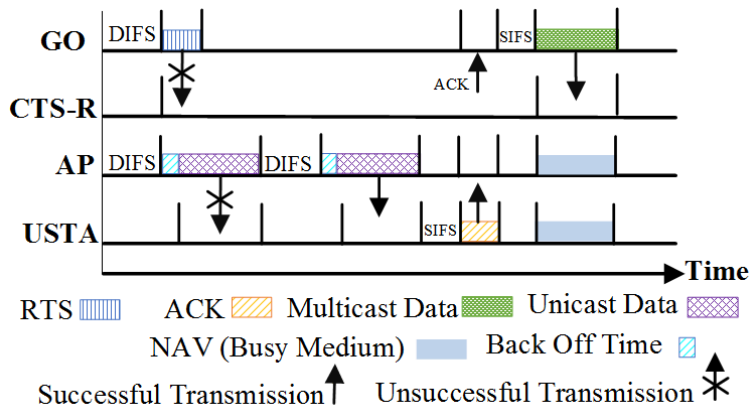 GO DIFS SIFS
ACK
CTS-R
AP DIFS DIFS
USTA SIFS
Time
RTS ACK Multicast Data Unicast Data
NAV (Busy Medium) Back Off Time
Successful Transmission Unsuccessful Transmission